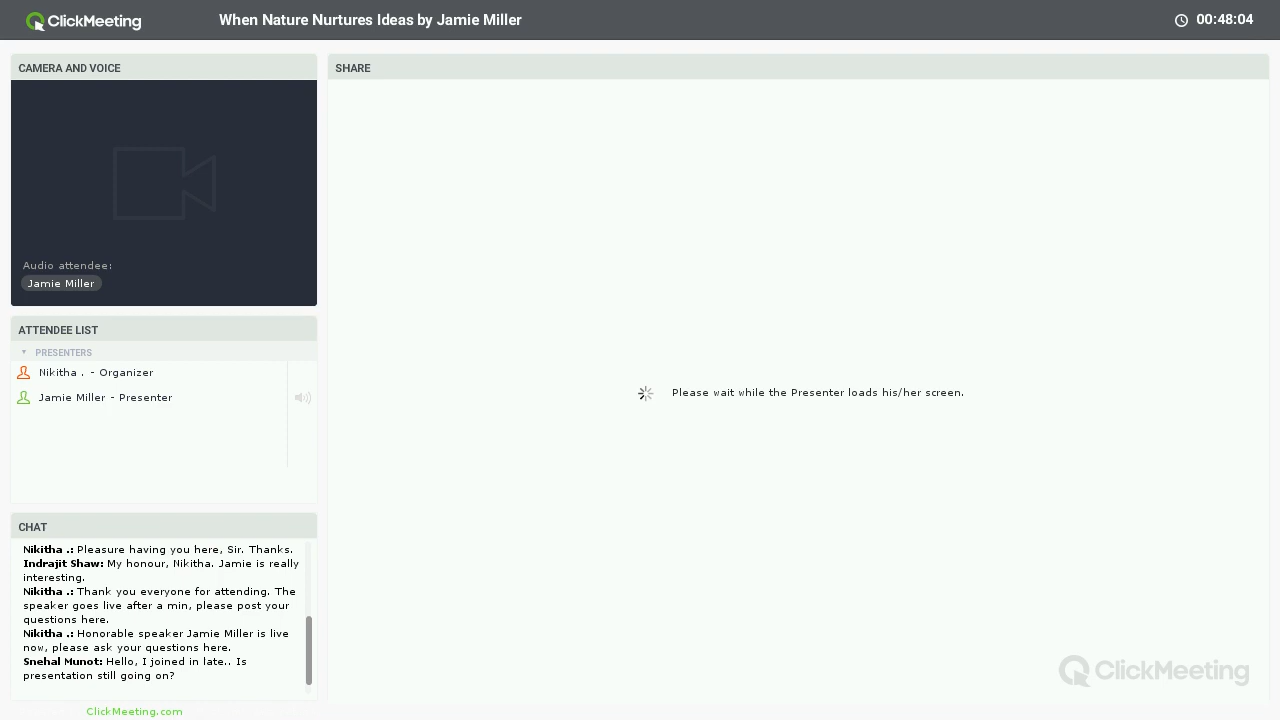 ClickMeeting
When Nature Nurtures Ideas by Jamie Miller
00:48:04
CAMERA AND VOICE
Audio attendee:
Jamie Miller
ATTENDEE LIST
PRESENTERS
Nikitha . - Organizer
Jamie Miller - Presenter
CHAT
Nikitha .: Pleasure having you here, Sir. Thanks.
Indrajit Shaw: My honour, Nikitha. Jamie is really
interesting.
Nikitha .: Thank you everyone for attending. The
speaker goes live after a min, please post your
questions here.
Nikitha .: Honorable speaker Jamie Miller is live
now, please ask your questions here.
Snehal Munot: Hello, I joined in late.. Is
presentation still going on?
ClickMeeting.com
SHARE
Please wait while the Presenter loads his/her screen.
ClickMeeting